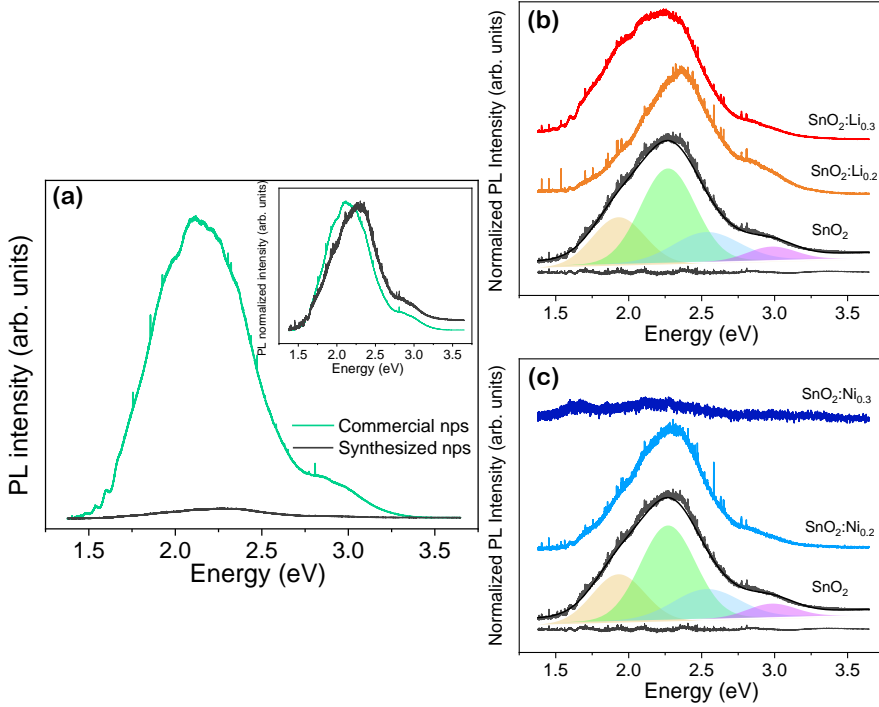 (a)
PL intensity (arb. units)
Commercial nps
Synthesized nps
1.5 2.0 2.5 3.0 3.5
Energy (eV)
PL normalized intensity (arb. units)
1.5 2.0 2.5 3.0 3.5
Energy (eV)
(b)
Normalized PL Intensity (arb. units)
SnO₂:Li₀.₃
SnO₂:Li₀.₂
SnO₂
1.5 2.0 2.5 3.0 3.5
Energy (eV)
(c)
Normalized PL Intensity (arb. units)
SnO₂:Ni₀.₃
SnO₂:Ni₀.₂
SnO₂
1.5 2.0 2.5 3.0 3.5
Energy (eV)